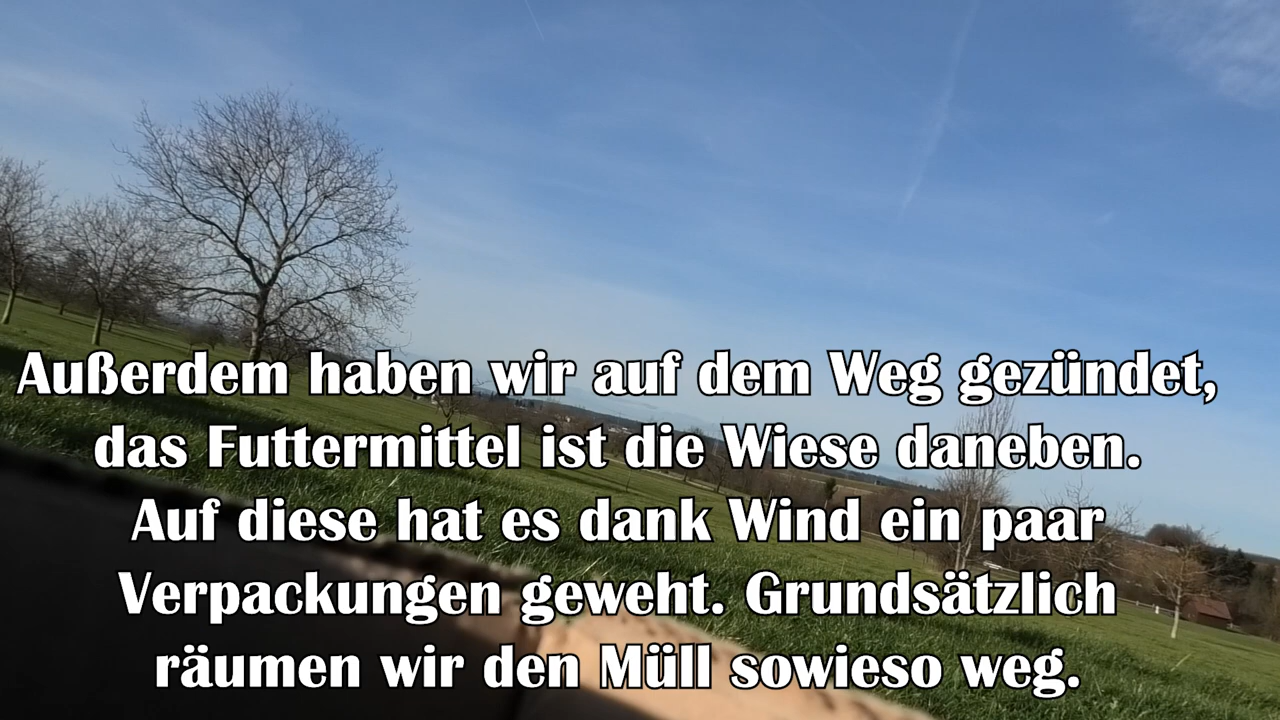 Außerdem haben wir auf dem Weg gezündet,
das Futtermittel ist die Wiese daneben.
Auf diese hat es dank Wind ein paar
Verpackungen geweht. Grundsätzlich
räumen wir den Müll sowieso weg.